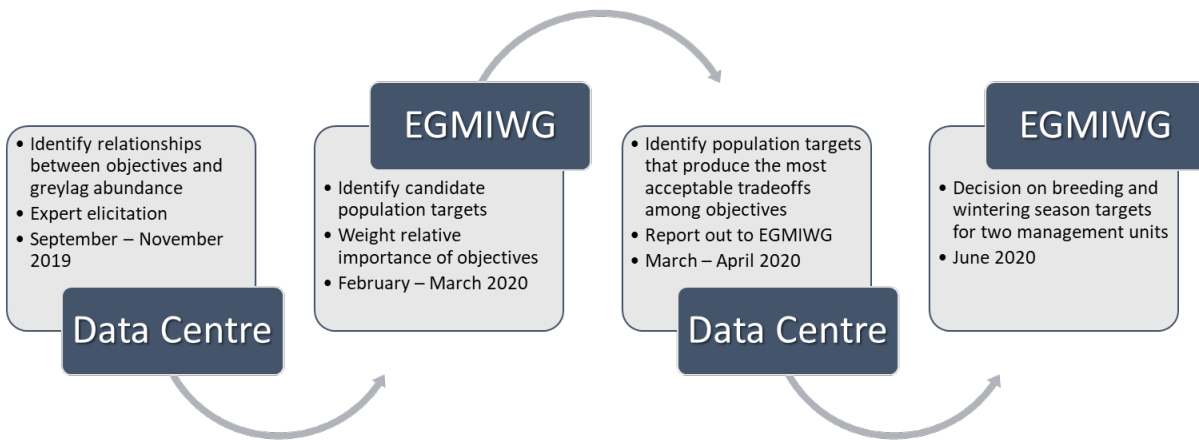 • Identify relationships
between objectives and
greylag abundance
• Expert elicitation
• September – November
2019
Data Centre
EGMIWG
• Identify candidate
population targets
• Weight relative
importance of objectives
• February – March 2020
• Identify population targets
that produce the most
acceptable tradeoffs
among objectives
• Report out to EGMIWG
• March – April 2020
Data Centre
EGMIWG
• Decision on breeding and
wintering season targets
for two management units
• June 2020